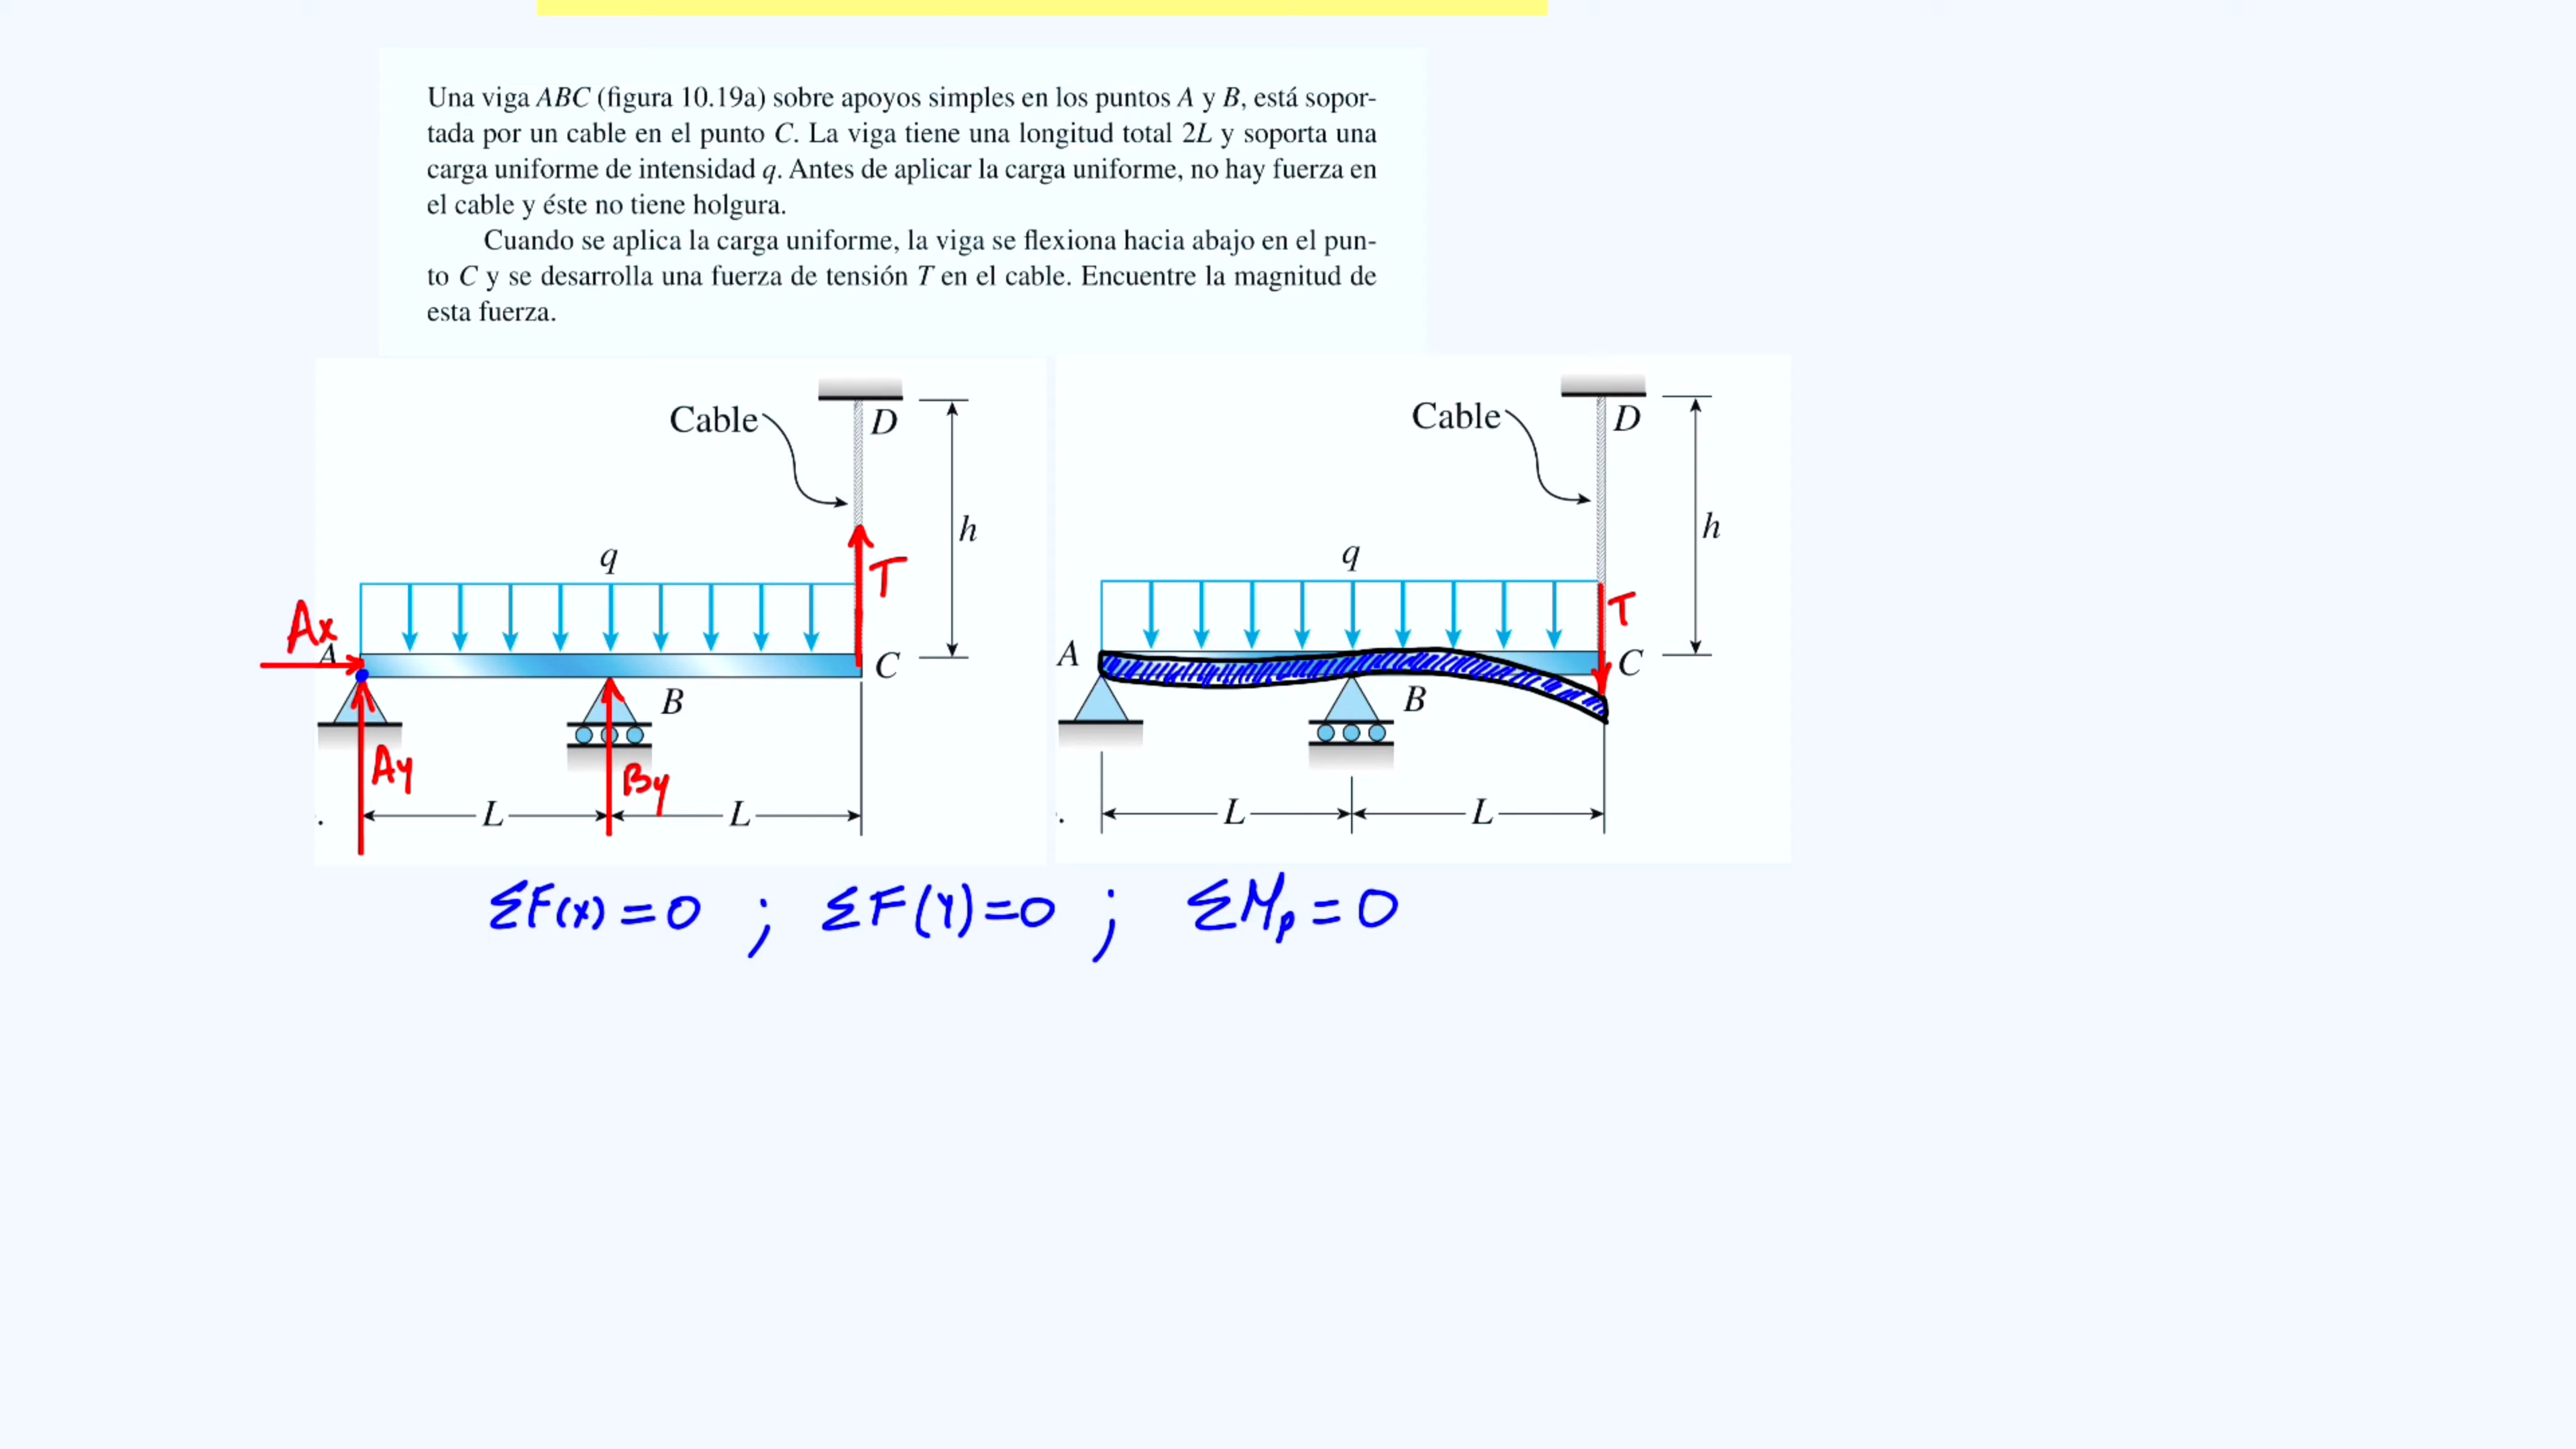 Una viga ABC (figura 10.19a) sobre apoyos simples en los puntos A y B, está sopor-
tada por un cable en el punto C. La viga tiene una longitud total 2L y soporta una
carga uniforme de intensidad q. Antes de aplicar la carga uniforme, no hay fuerza en
el cable y éste no tiene holgura.
Cuando se aplica la carga uniforme, la viga se flexiona hacia abajo en el pun-
to C y se desarrolla una fuerza de tensión T en el cable. Encuentre la magnitud de
esta fuerza.
Cable
D
h
q
T
Ax
A
C
B
Ay
By
L
L
Cable
D
h
q
T
A
C
B
L
L
ΣF(x) = 0 ; ΣF(Y)=0 ; ΣMp = 0